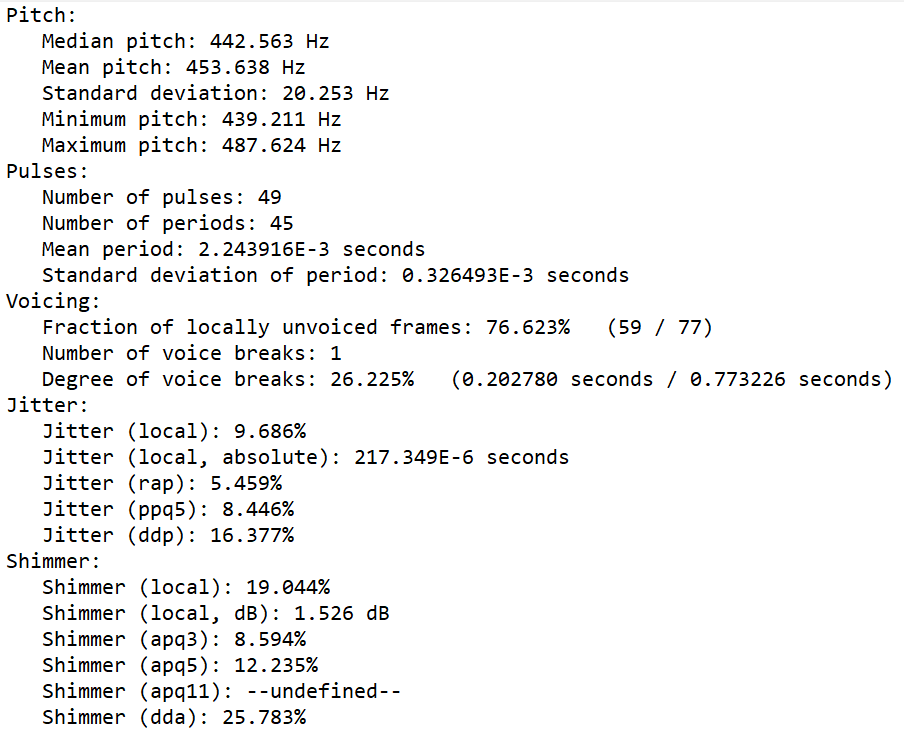 Pitch:
Median pitch: 442.563 Hz
Mean pitch: 453.638 Hz
Standard deviation: 20.253 Hz
Minimum pitch: 439.211 Hz
Maximum pitch: 487.624 Hz
Pulses:
Number of pulses: 49
Number of periods: 45
Mean period: 2.243916E-3 seconds
Standard deviation of period: 0.326493E-3 seconds
Voicing:
Fraction of locally unvoiced frames: 76.623% (59 / 77)
Number of voice breaks: 1
Degree of voice breaks: 26.225% (0.202780 seconds / 0.773226 seconds)
Jitter:
Jitter (local): 9.686%
Jitter (local, absolute): 217.349E-6 seconds
Jitter (rap): 5.459%
Jitter (ppq5): 8.446%
Jitter (ddp): 16.377%
Shimmer:
Shimmer (local): 19.044%
Shimmer (local, dB): 1.526 dB
Shimmer (apq3): 8.594%
Shimmer (apq5): 12.235%
Shimmer (apq11): --undefined--
Shimmer (dda): 25.783%